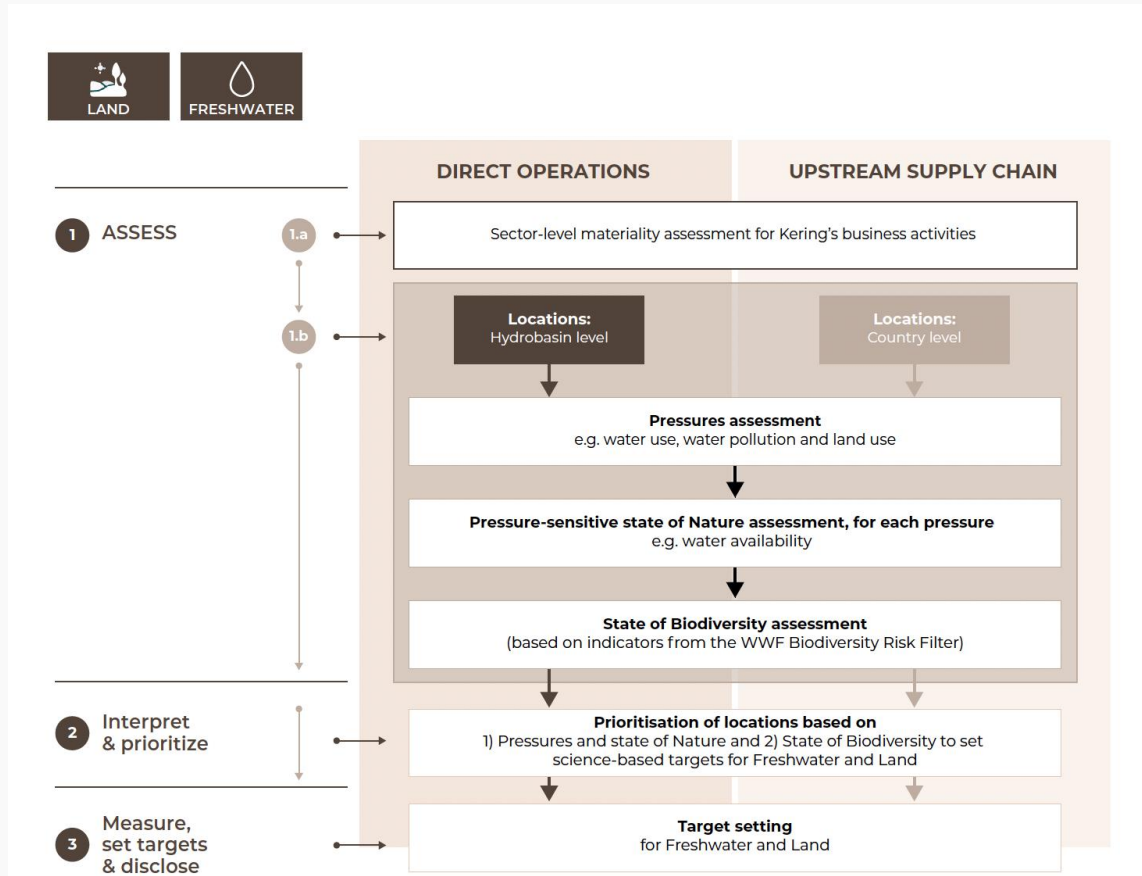 LAND
FRESHWATER
DIRECT OPERATIONS
UPSTREAM SUPPLY CHAIN
1
ASSESS
1.a
Sector-level materiality assessment for Kering's business activities
1.b
Locations:
Hydrobasin level
Locations:
Country level
Pressures assessment
e.g. water use, water pollution and land use
Pressure-sensitive state of Nature assessment, for each pressure
e.g. water availability
State of Biodiversity assessment
(based on indicators from the WWF Biodiversity Risk Filter)
2
Interpret
& prioritize
Prioritisation of locations based on
1) Pressures and state of Nature and 2) State of Biodiversity to set
science-based targets for Freshwater and Land
3
Measure,
set targets
& disclose
Target setting
for Freshwater and Land